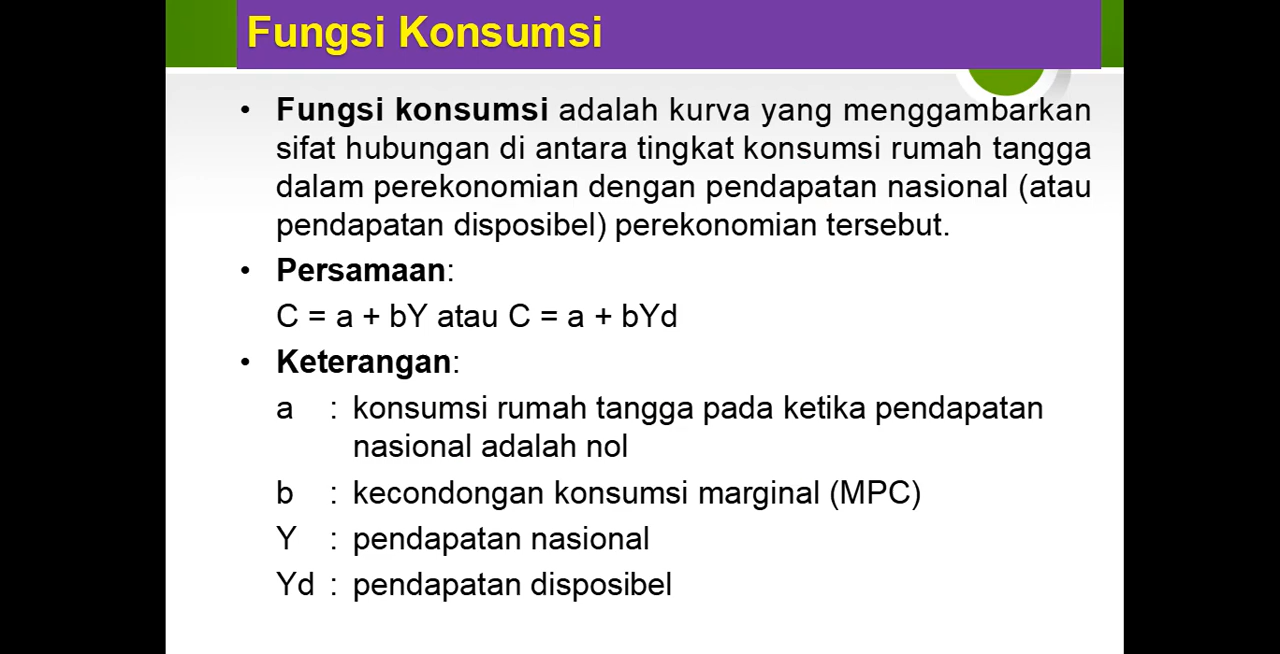 Fungsi Konsumsi
• Fungsi konsumsi adalah kurva yang menggambarkan
sifat hubungan di antara tingkat konsumsi rumah tangga
dalam perekonomian dengan pendapatan nasional (atau
pendapatan disposibel) perekonomian tersebut.
• Persamaan:
C = a + bY atau C = a + bYd
• Keterangan:
a : konsumsi rumah tangga pada ketika pendapatan
nasional adalah nol
b : kecondongan konsumsi marginal (MPC)
Y : pendapatan nasional
Yd : pendapatan disposibel